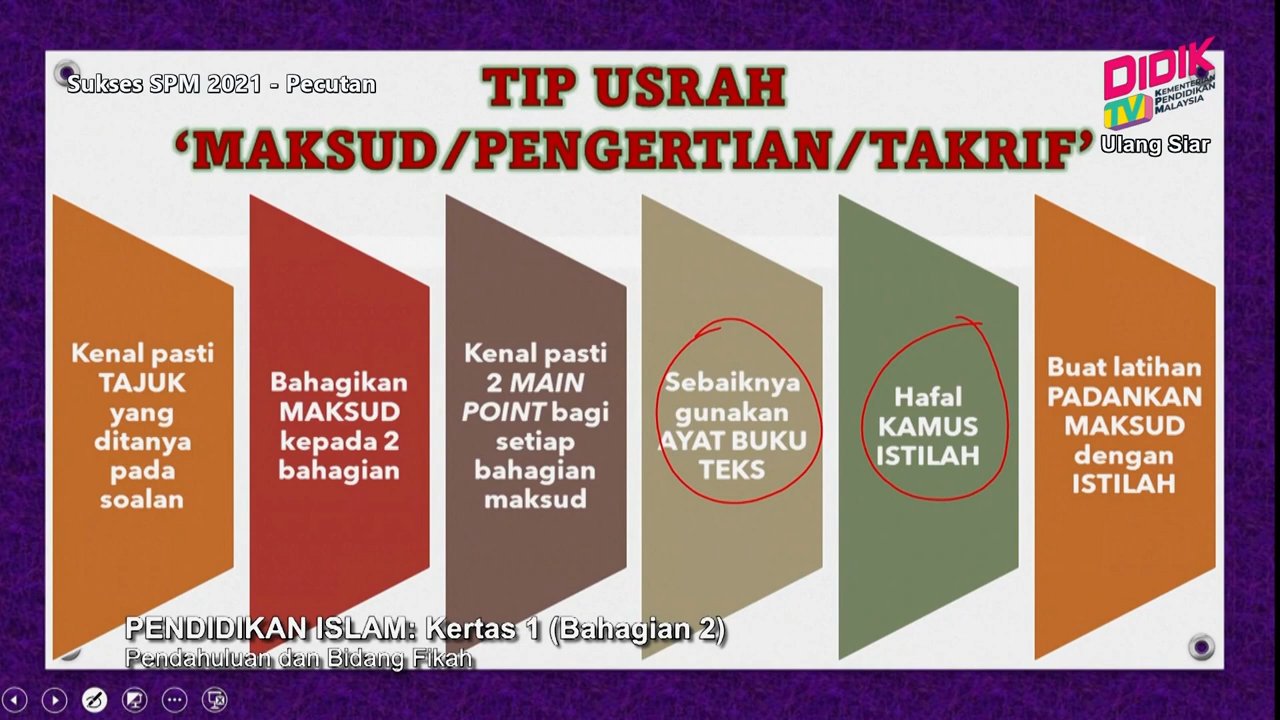 Sukses SPM 2021 - Pecutan
TIP USRAH
‘MAKSUD/PENGERTIAN/TAKRIF’
DIDIK
TV
KEMENTERIAN
PENDIDIKAN
MALAYSIA
Ulang Siar
Kenal pasti
TAJUK
yang
ditanya
pada
soalan
Bahagikan
MAKSUD
kepada 2
bahagian
Kenal pasti
2 MAIN
POINT bagi
setiap
bahagian
maksud
Sebaiknya
gunakan
AYAT BUKU
TEKS
Hafal
KAMUS
ISTILAH
Buat latihan
PADANKAN
MAKSUD
dengan
ISTILAH
PENDIDIKAN ISLAM: Kertas 1 (Bahagian 2)
Pendahuluan dan Bidang Fikah